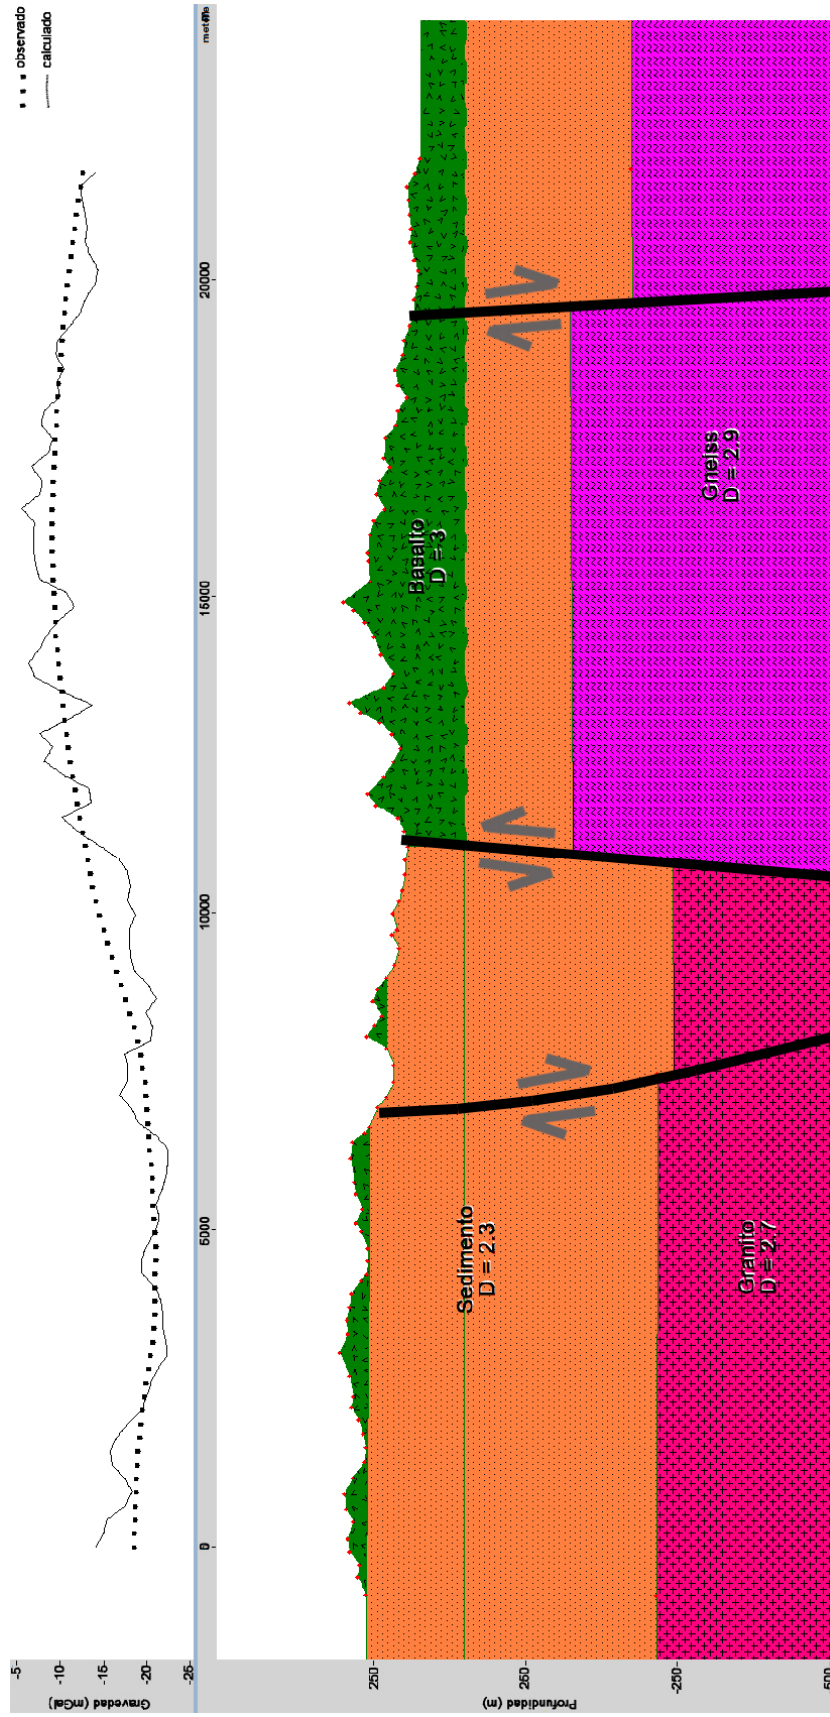 observado
calculado
-5
-10
-15
-20
-25
Gravedad (mGal)
0
5000
10000
15000
20000
250
250
-250
500
Profundidad (m)
Basalto
D = 3
Sedimento
D = 2.3
Gneiss
D = 2.9
Granito
D = 2.7